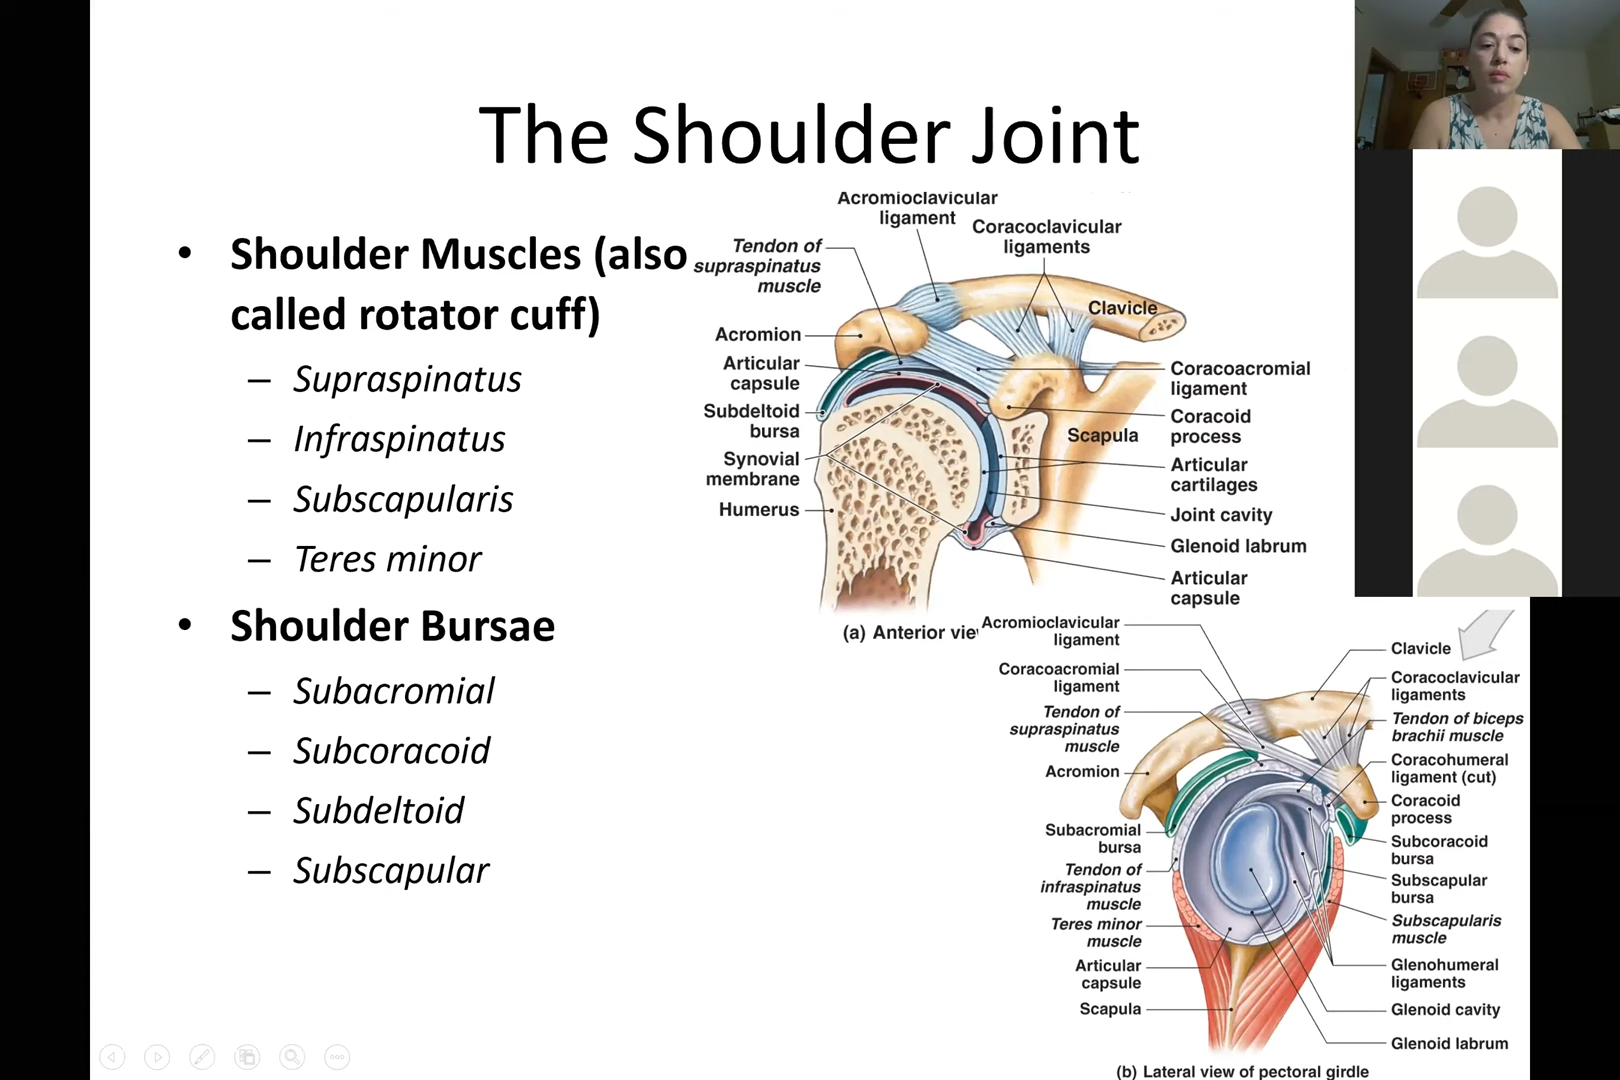 The Shoulder Joint
• Shoulder Muscles (also
called rotator cuff)
– Supraspinatus
– Infraspinatus
– Subscapularis
– Teres minor
• Shoulder Bursae
– Subacromial
– Subcoracoid
– Subdeltoid
– Subscapular
Acromioclavicular
ligament
Coracoclavicular
ligaments
Tendon of
supraspinatus
muscle
Clavicle
Acromion
Articular
capsule
Subdeltoid
bursa
Synovial
membrane
Humerus
Coracoacromial
ligament
Coracoid
process
Scapula
Articular
cartilages
Joint cavity
Glenoid labrum
Articular
capsule
(a) Anterior vie
Acromioclavicular
ligament
Coracoacromial
ligament
Tendon of
supraspinatus
muscle
Acromion
Subacromial
bursa
Tendon of
infraspinatus
muscle
Teres minor
muscle
Articular
capsule
Scapula
Clavicle
Coracoclavicular
ligaments
Tendon of biceps
brachii muscle
Coracohumeral
ligament (cut)
Coracoid
process
Subcoracoid
bursa
Subscapular
bursa
Subscapularis
muscle
Glenohumeral
ligaments
Glenoid cavity
Glenoid labrum
(b) Lateral view of pectoral girdle